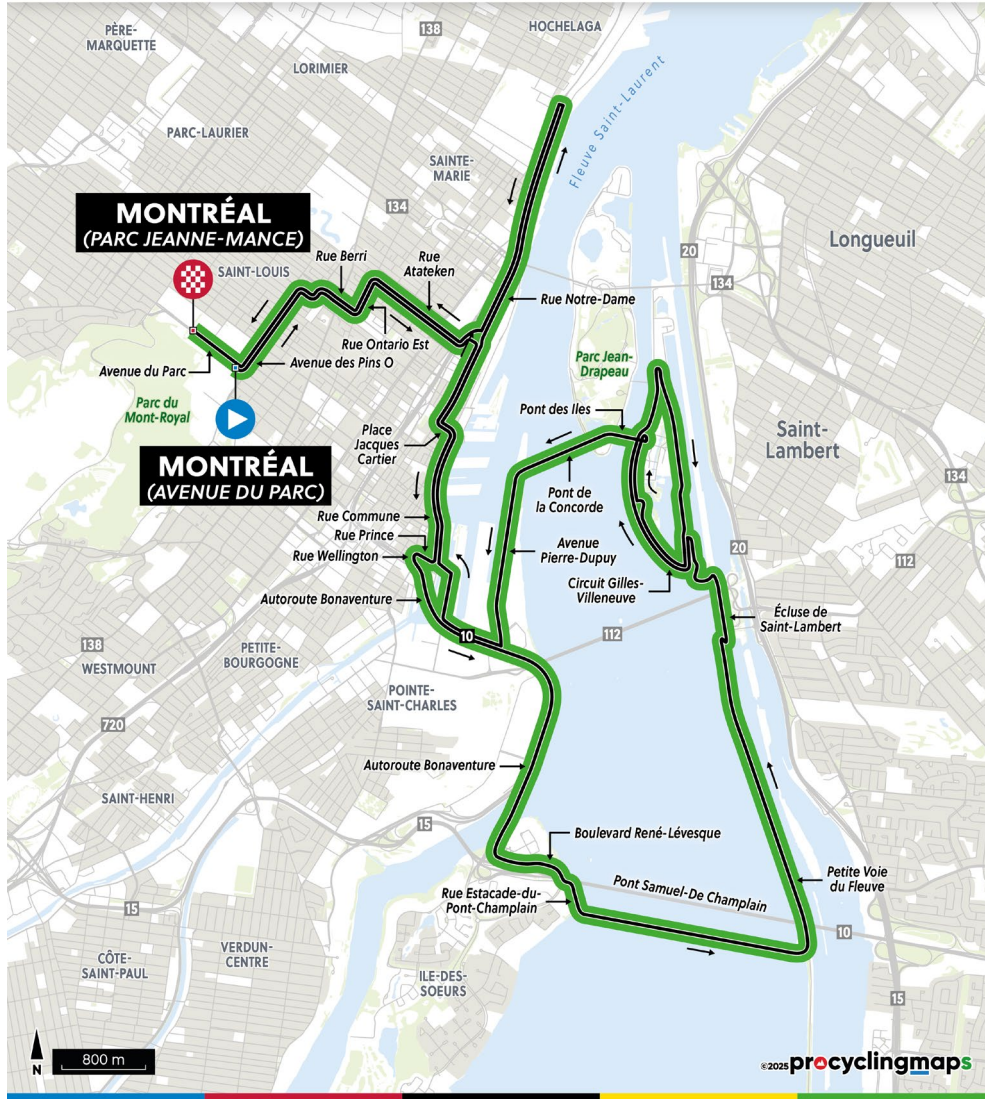 HOCHELAGA
PÈRE-
MARQUETTE
138
LORIMIER
Fleuve Saint-Laurent
PARC-LAURIER
SAINTE-
MARIE
134
MONTRÉAL
(PARC JEANNE-MANCE)
20
Longueuil
134
SAINT-LOUIS
Rue Berri
Rue
Atateken
Rue Notre-Dame
Rue Ontario Est
Avenue du Parc
Avenue des Pins O
Parc Jean-
Drapeau
Parc du
Mont-Royal
Pont des Iles
Place
Jacques
Cartier
Saint-
Lambert
MONTRÉAL
(AVENUE DU PARC)
134
Pont de
la Concorde
Rue Commune
Rue Prince
Rue Wellington
Avenue
Pierre-Dupuy
20
112
Circuit Gilles-
Villeneuve
Autoroute Bonaventure
Écluse de
Saint-Lambert
10
112
138
WESTMOUNT
PETITE-
BOURGOGNE
POINTE-
SAINT-CHARLES
720
Autoroute Bonaventure
SAINT-HENRI
15
Boulevard René-Lévesque
Petite Voie
du Fleuve
Pont Samuel-De Champlain
Rue Estacade-du-
Pont-Champlain
15
10
CÔTE-
SAINT-PAUL
VERDUN-
CENTRE
ILE-DES-
SOEURS
15
N
800 m
©2025 procyclingmaps